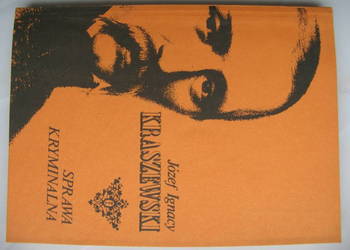 Józef Ignacy
KRASZEWSKI
SPRAWA
KRYMINALNA